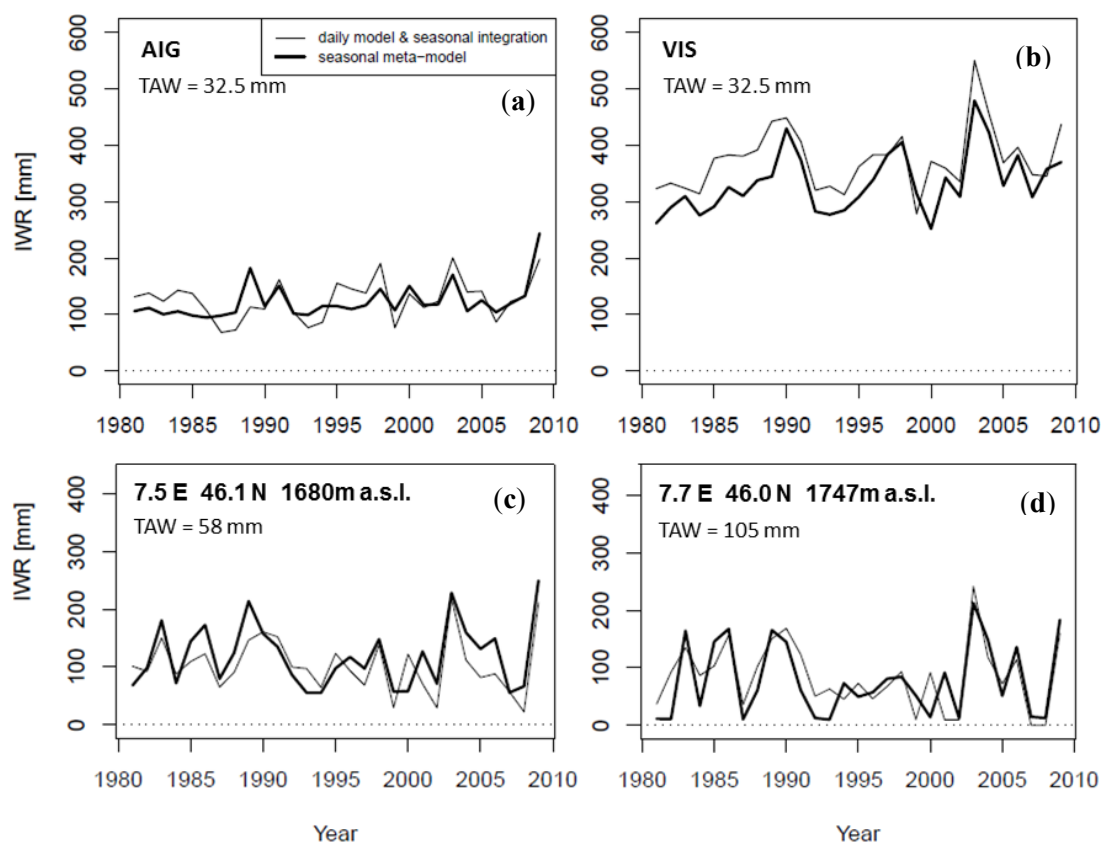 AIG
TAW = 32.5 mm
daily model & seasonal integration
seasonal meta−model
(a)
IWR [mm]
600
500
400
300
200
100
0
1980 1985 1990 1995 2000 2005 2010
VIS
TAW = 32.5 mm
(b)
600
500
400
300
200
100
0
1980 1985 1990 1995 2000 2005 2010
7.5 E 46.1 N 1680m a.s.l.
TAW = 58 mm
(c)
IWR [mm]
400
300
200
100
0
1980 1985 1990 1995 2000 2005 2010
Year
7.7 E 46.0 N 1747m a.s.l.
TAW = 105 mm
(d)
400
300
200
100
0
1980 1985 1990 1995 2000 2005 2010
Year